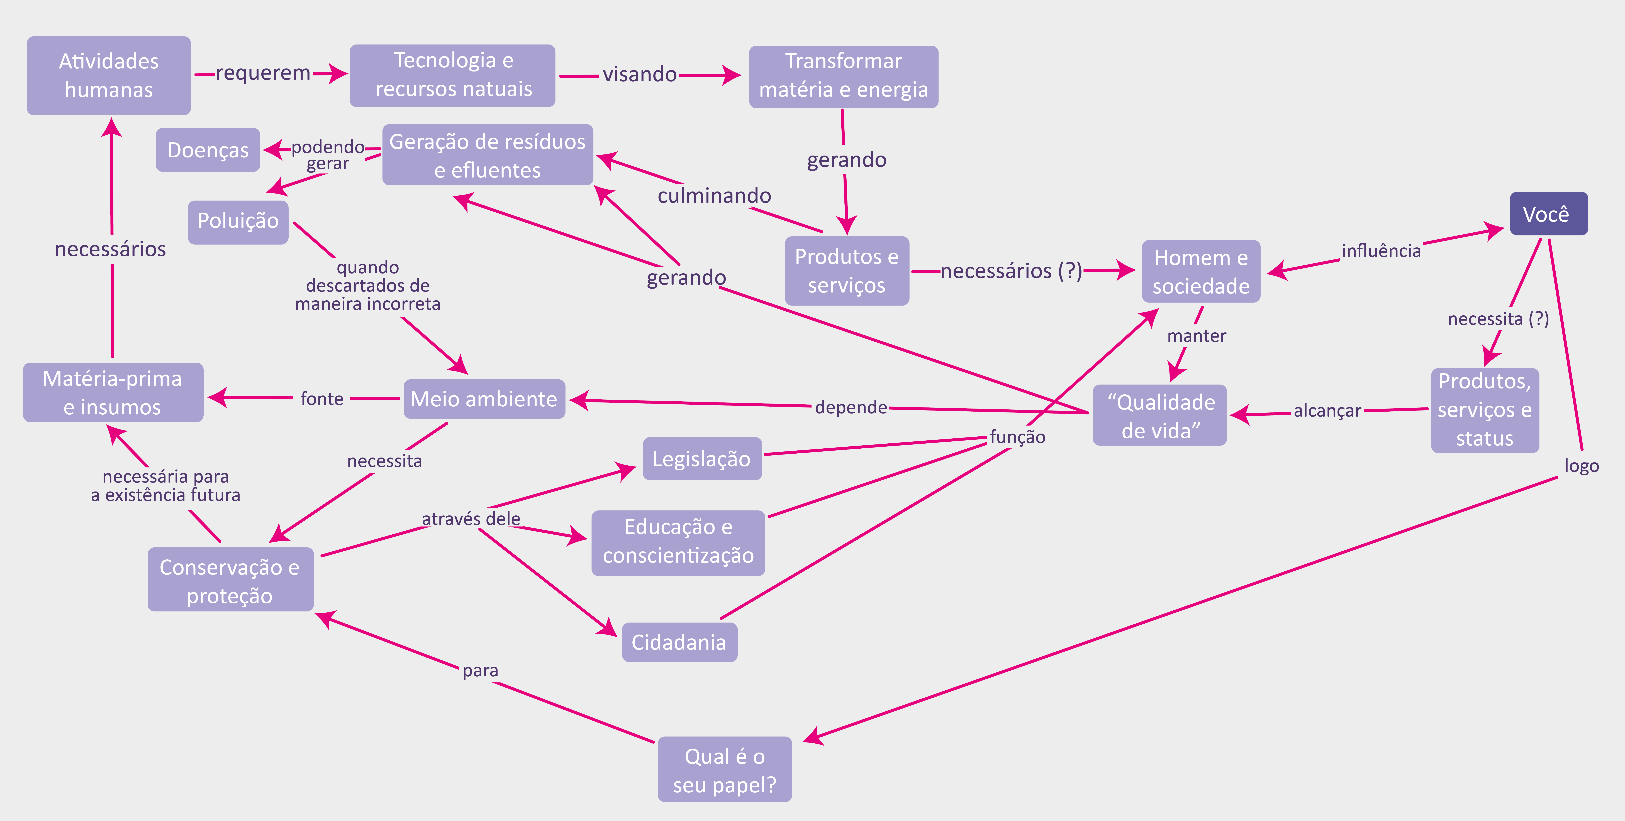 Atividades
humanas
requerem
Tecnologia e
recursos natuais
visando
Transformar
matéria e energia
Doenças
podendo
gerar
Geração de resíduos
e efluentes
gerando
culminando
Poluição
Você
necessários
quando
descartados de
maneira incorreta
gerando
Produtos e
serviços
necessários (?)
Homem e
sociedade
influência
manter
necessita (?)
Matéria-prima
e insumos
fonte
Meio ambiente
depende
“Qualidade
de vida”
alcançar
Produtos,
serviços e
status
necessária para
a existência futura
necessita
Legislação
função
logo
através dele
Educação e
conscientização
Conservação e
proteção
Cidadania
para
Qual é o
seu papel?